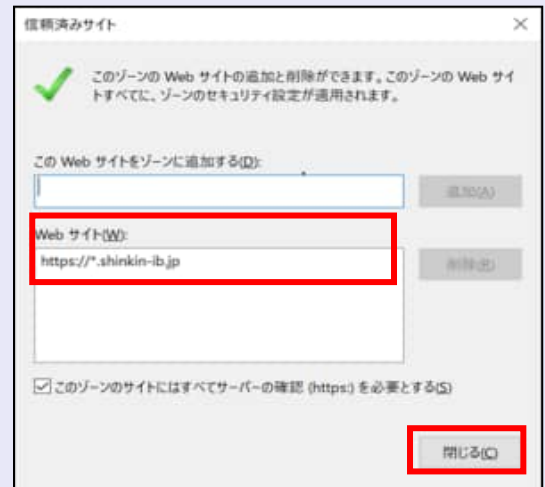 信頼済みサイト
このゾーンの Web サイトの追加と削除ができます。このゾーンの Web サイ
トすべてに、ゾーンのセキュリティ設定が適用されます。
この Web サイトをゾーンに追加する(D):
追加(A)
Web サイト(W):
https://*.shinkin-ib.jp
削除(R)
このゾーンのサイトにはすべてサーバーの確認 (https:) を必要とする(S)
閉じる(C)